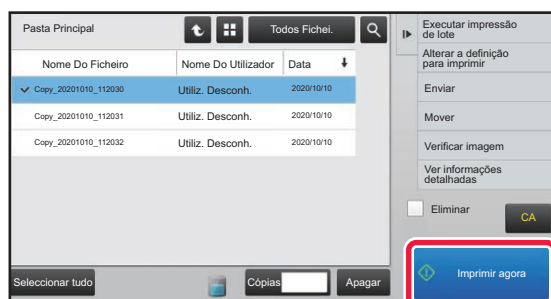 Pasta Principal
Todos Fichei.
Nome Do Ficheiro
Nome Do Utilizador
Data
Copy_20201010_112030
Utiliz. Desconh.
2020/10/10
Copy_20201010_112031
Utiliz. Desconh.
2020/10/10
Copy_20201010_112032
Utiliz. Desconh.
2020/10/10
Seleccionar tudo
Cópias
Apagar
Executar impressão
de lote
Alterar a definição
para imprimir
Enviar
Mover
Verificar imagem
Ver informações
detalhadas
Eliminar
CA
Imprimir agora